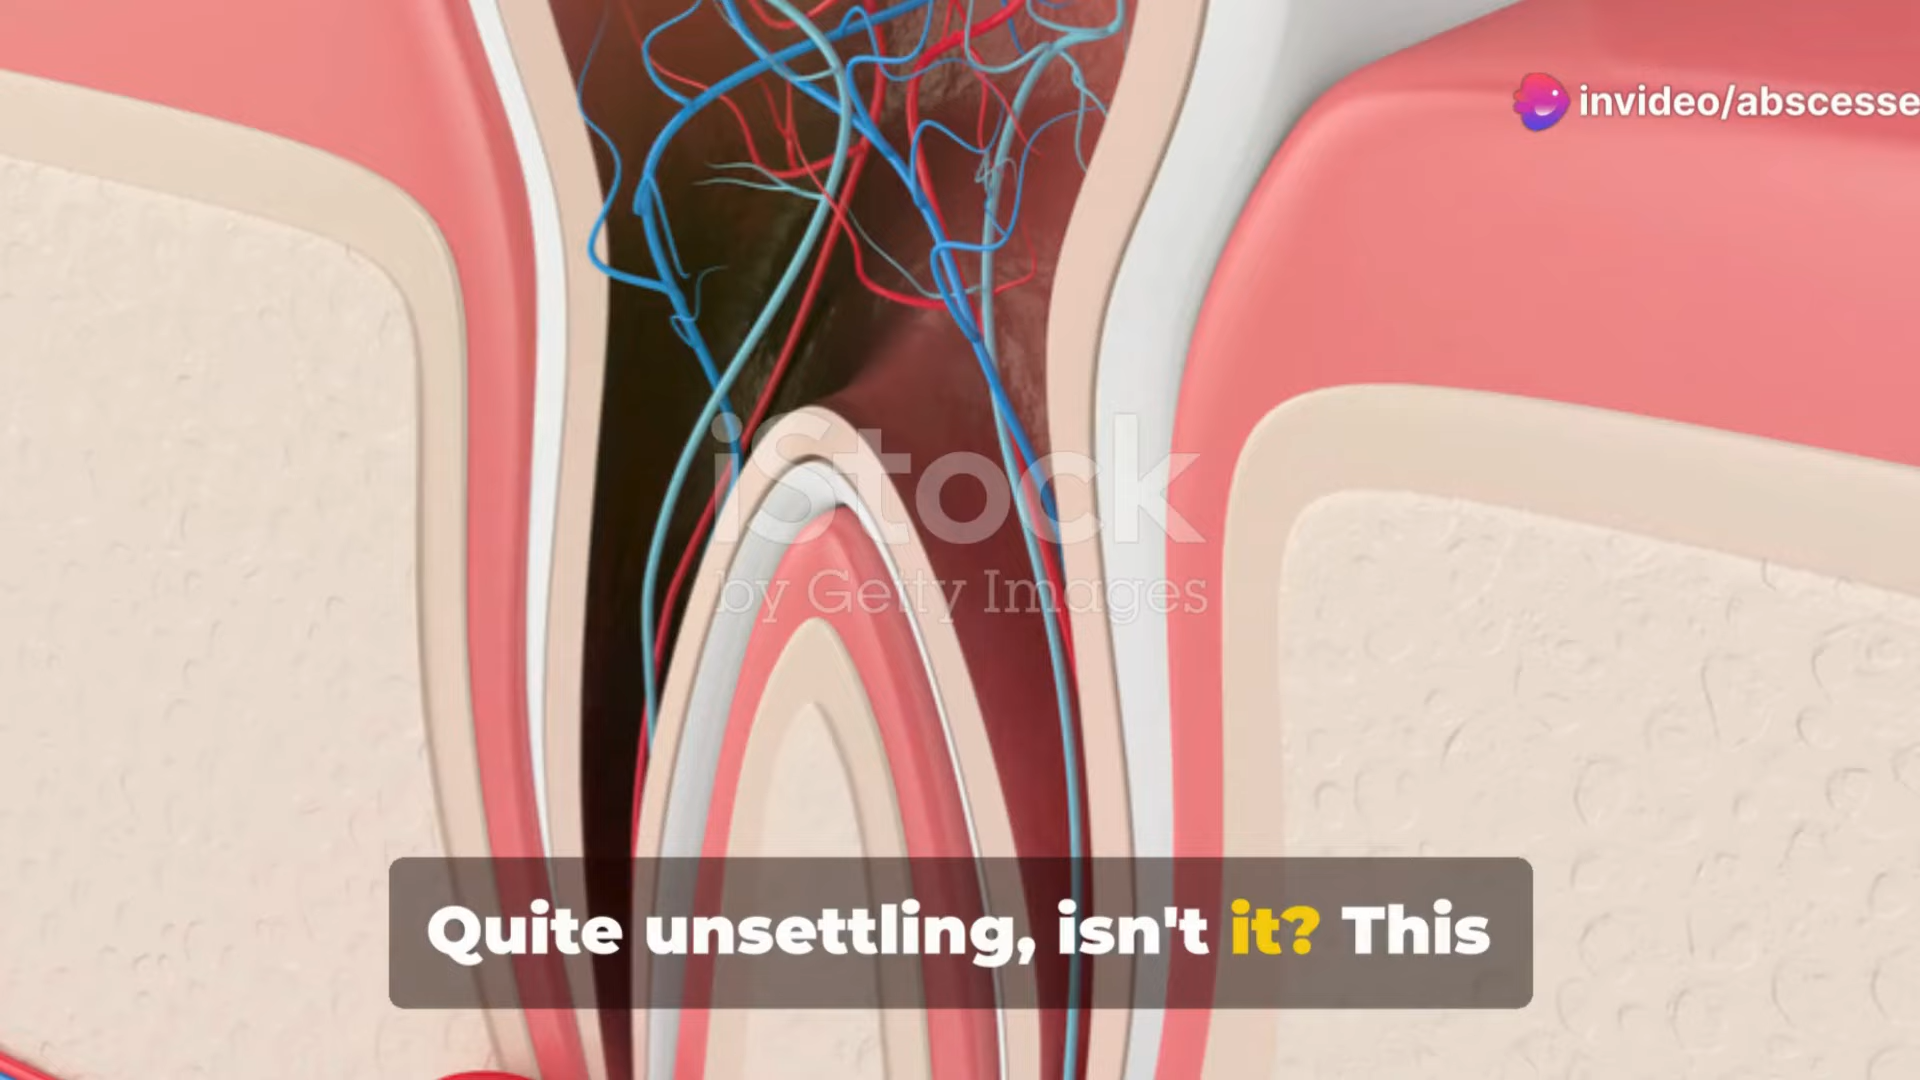 invideo/abscesse
iStock
by Getty Images
Quite unsettling, isn't it? This